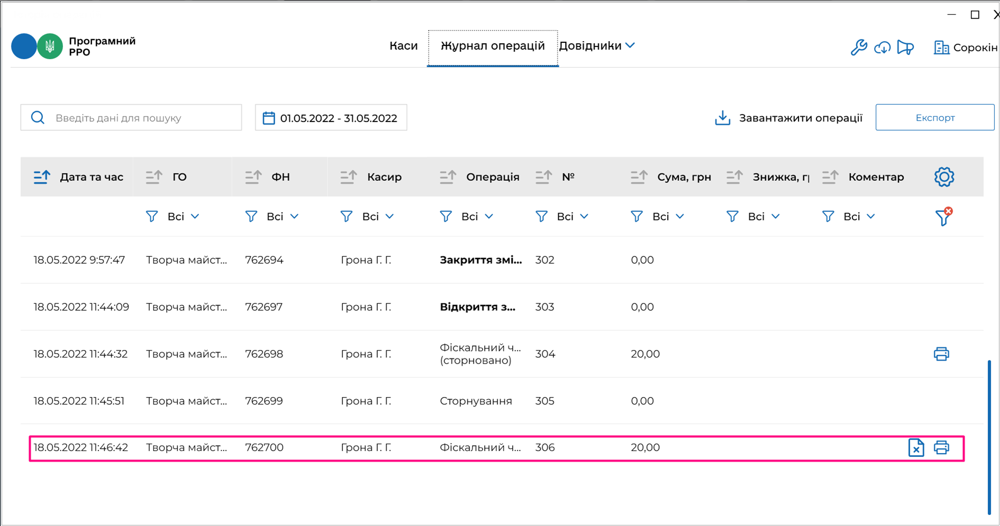 Програмний
РРО
Каси
Журнал операцій
Довідники
Сорокін
Введіть дані для пошуку
01.05.2022 - 31.05.2022
Завантажити операції
Експорт
Дата та час ГО ФН Касир Операція № Сума, грн Знижка, гр Коментар
Всі Всі Всі Всі Всі Всі Всі Всі
18.05.2022 9:57:47 Творча майст... 762694 Грона Г. Г. Закриття змі... 302 0,00
18.05.2022 11:44:09 Творча майст... 762697 Грона Г. Г. Відкриття з... 303 0,00
18.05.2022 11:44:32 Творча майст... 762698 Грона Г. Г. Фіскальний ч... 304 20,00
(сторновано)
18.05.2022 11:45:51 Творча майст... 762699 Грона Г. Г. Сторнування 305 0,00
18.05.2022 11:46:42 Творча майст... 762700 Грона Г. Г. Фіскальний ч... 306 20,00